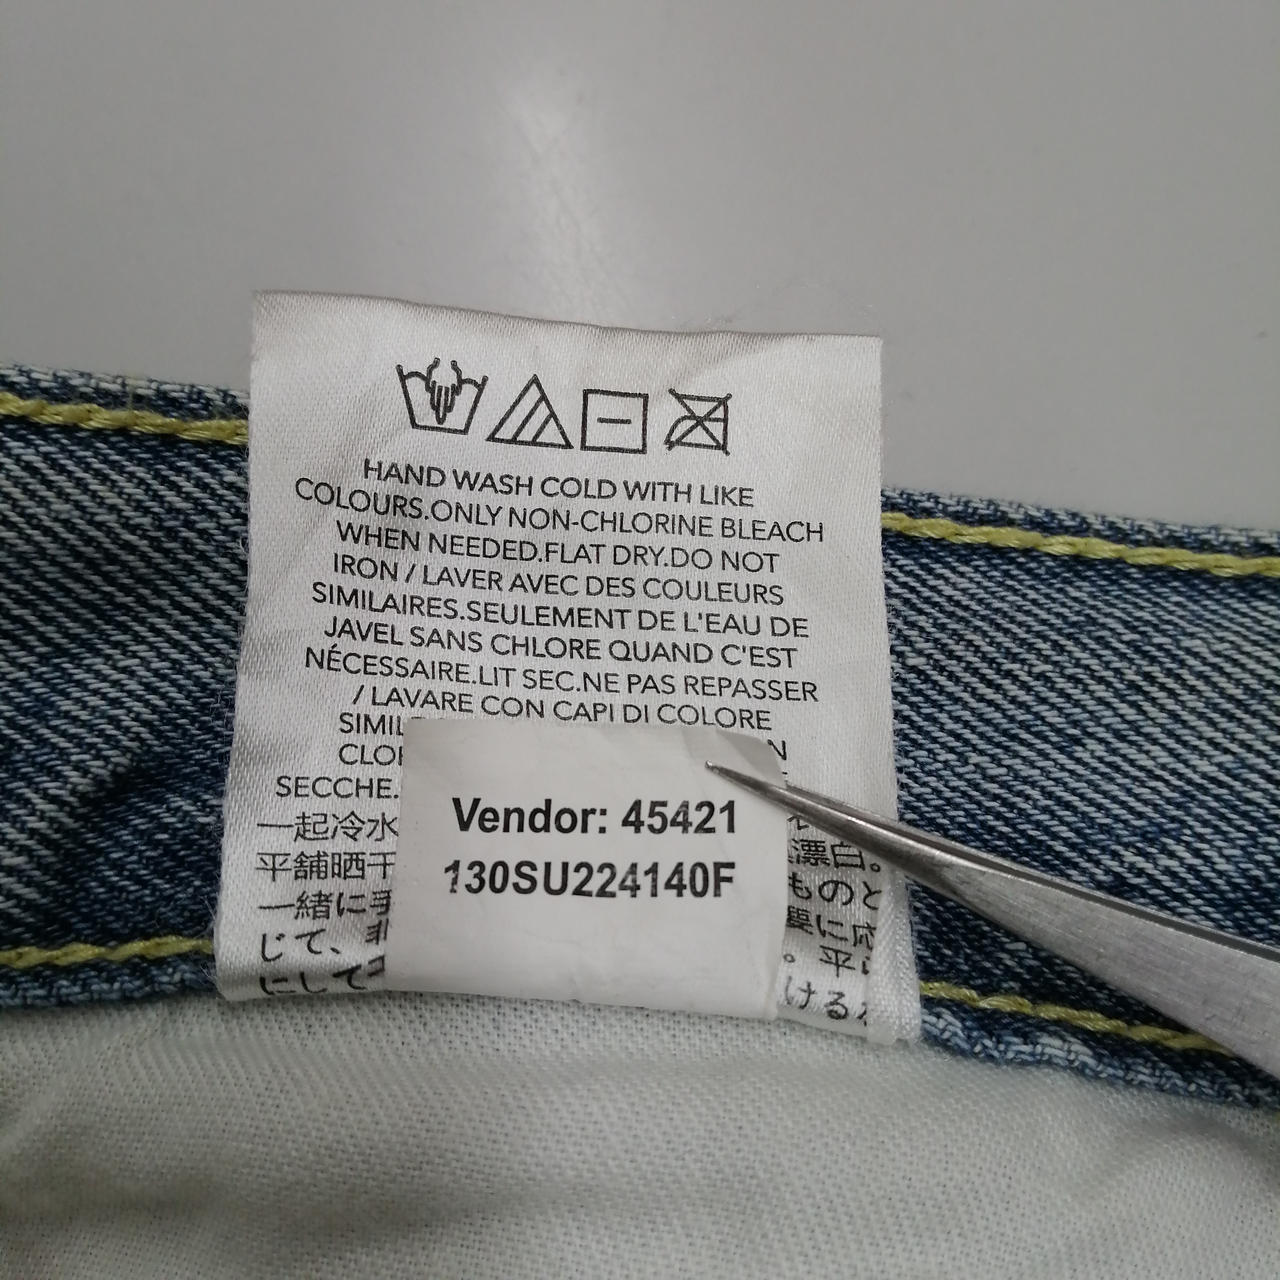 HAND WASH COLD WITH LIKE
COLOURS.ONLY NON-CHLORINE BLEACH
WHEN NEEDED.FLAT DRY.DO NOT
IRON / LAVER AVEC DES COULEURS
SIMILAIRES.SEULEMENT DE L'EAU DE
JAVEL SANS CHLORE QUAND C'EST
NÉCESSAIRE.LIT SEC.NE PAS REPASSER
/ LAVARE CON CAPI DI COLORE
SECCHE.
Vendor: 45421
130SU224140F
一起冷水
平舖晒干 漂白。
一緒に手 ものと
じて、非 に応
にして 平
ける